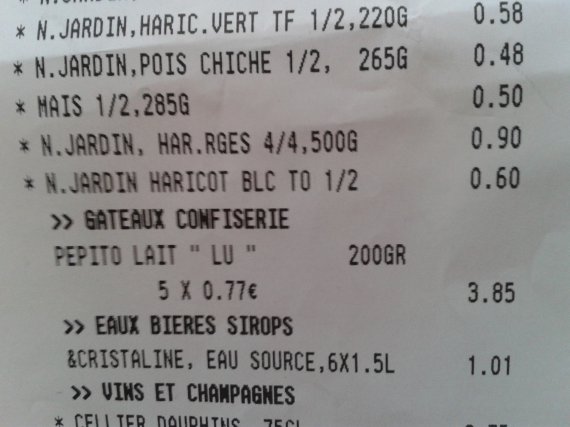 * N.JARDIN,HARIC.VERT TF 1/2,220G 0.58
* N.JARDIN,POIS CHICHE 1/2, 265G 0.48
* MAIS 1/2,285G 0.50
* N.JARDIN, HAR.RGES 4/4,500G 0.90
* N.JARDIN HARICOT BLC TO 1/2 0.60
>> GATEAUX CONFISERIE
PEPITO LAIT " LU " 200GR
5 X 0.77€ 3.85
>> EAUX BIERES SIROPS
&CRISTALINE, EAU SOURCE,6X1.5L 1.01
>> VINS ET CHAMPAGNES
* CELLIER DAUPHINS, 75CL